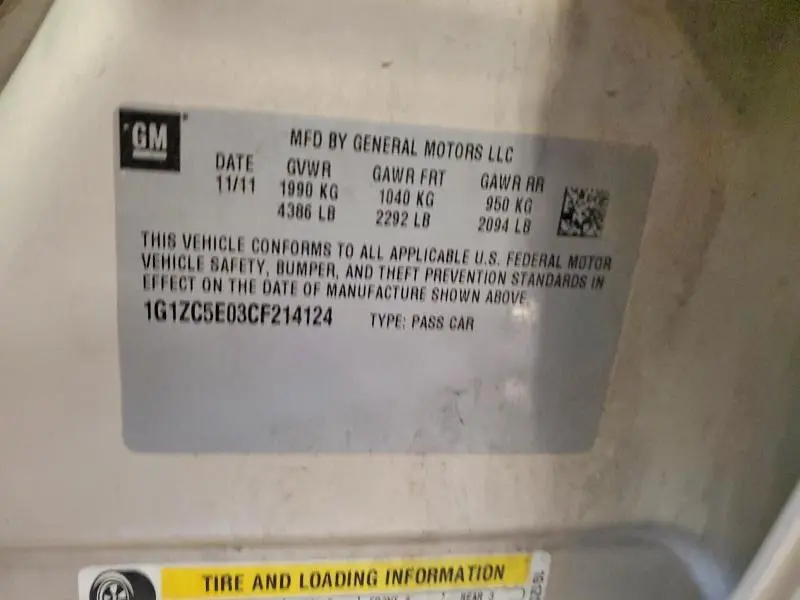 GM
MFD BY GENERAL MOTORS LLC
DATE GVWR GAWR FRT GAWR RR
11/11 1990 KG 1040 KG 950 KG
4386 LB 2292 LB 2094 LB
THIS VEHICLE CONFORMS TO ALL APPLICABLE U.S. FEDERAL MOTOR
VEHICLE SAFETY, BUMPER, AND THEFT PREVENTION STANDARDS IN
EFFECT ON THE DATE OF MANUFACTURE SHOWN ABOVE.
1G1ZC5E03CF214124 TYPE: PASS CAR
TIRE AND LOADING INFORMATION
REAR 3